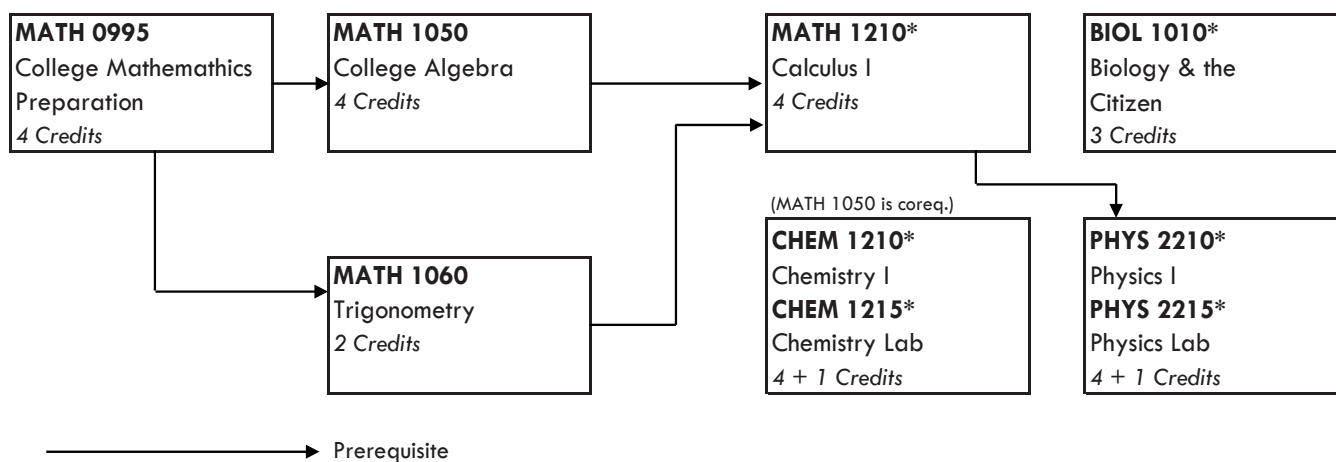 MATH 0995
College Mathemathics
Preparation
4 Credits
MATH 1050
College Algebra
4 Credits
MATH 1210*
Calculus I
4 Credits
BIOL 1010*
Biology & the
Citizen
3 Credits
MATH 1060
Trigonometry
2 Credits
(MATH 1050 is coreq.)
CHEM 1210*
Chemistry I
CHEM 1215*
Chemistry Lab
4 + 1 Credits
PHYS 2210*
Physics I
PHYS 2215*
Physics Lab
4 + 1 Credits
Prerequisite